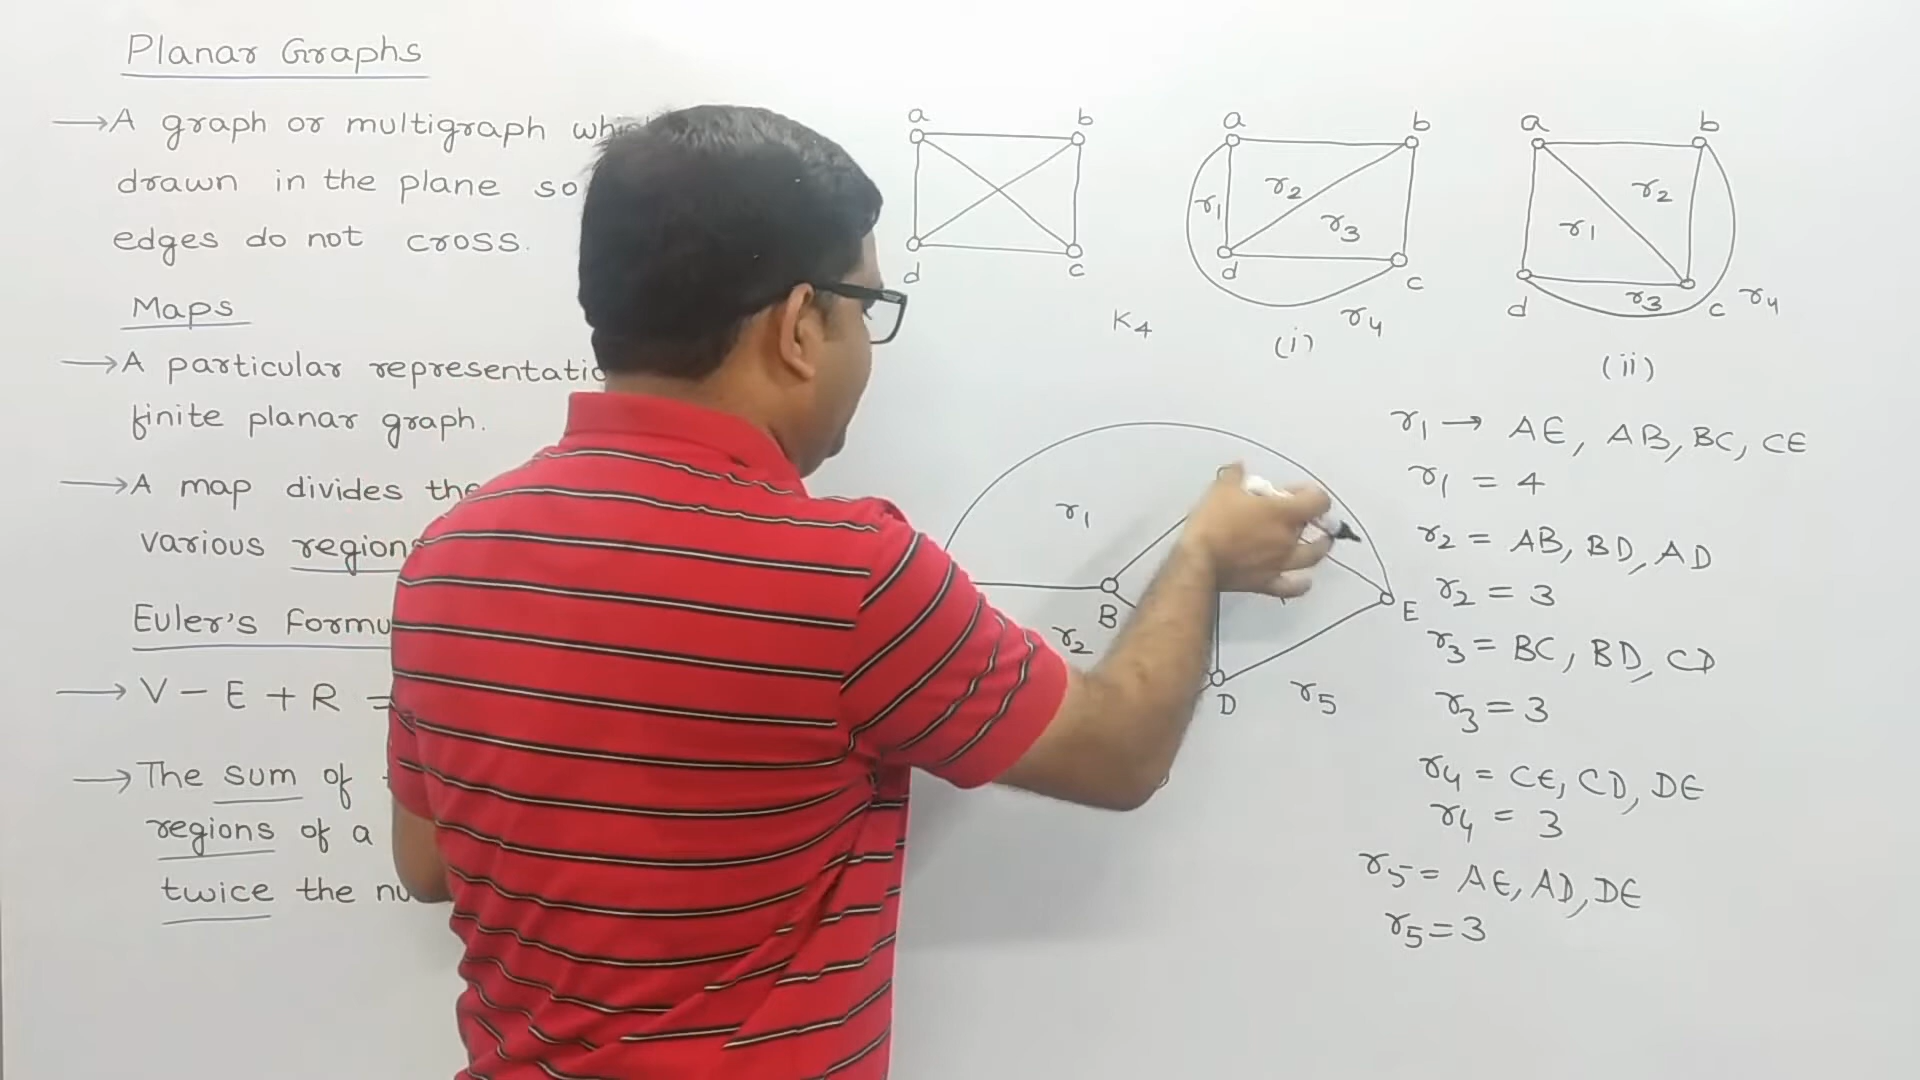 Planar Graphs
→ A graph or multigraph
drawn in the plane so
edges do not cross.
Maps
→ A particular
finite planar graph.
→ A map divides the
various regions
Euler's
→ V - E + R =
→ The sum of
regions of a
twice the
a b
d c
K4
a b
r1 r2
r3
d c
r4
(i)
a b
r2
r1
r3
d c r4
(ii)
r1
B
r2
E
D
r5
r1 → AE, AB, BC, CE
r1 = 4
r2 = AB, BD, AD
r2 = 3
r3 = BC, BD, CD
r3 = 3
r4 = CE, CD, DE
r4 = 3
r5 = AE, AD, DE
r5 = 3